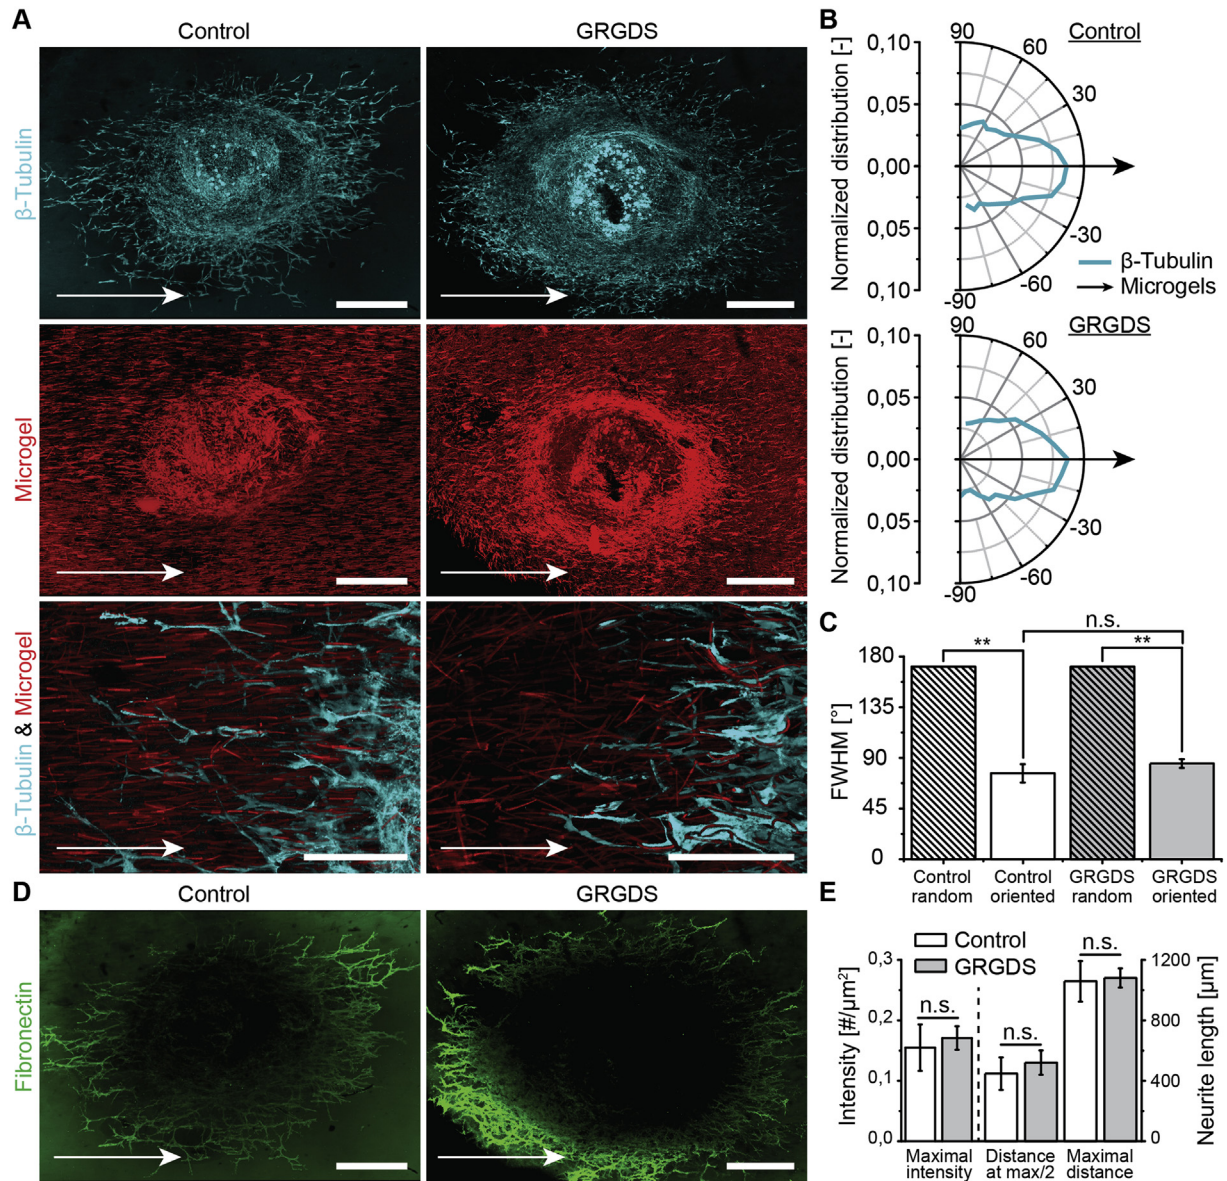 A
Control
GRGDS
β-Tubulin
Microgel
β-Tubulin & Microgel
B
Control
Normalized distribution [-]
0,10
0,05
0,00
0,05
0,10
90
60
30
-30
-60
-90
β-Tubulin
Microgels
GRGDS
Normalized distribution [-]
0,10
0,05
0,00
0,05
0,10
90
60
30
-30
-60
-90
C
FWHM [°]
180
135
90
45
0
**
n.s.
**
Control random
Control oriented
GRGDS random
GRGDS oriented
D
Control
GRGDS
Fibronectin
E
Control
GRGDS
Intensity [#/µm²]
0,3
0,2
0,1
0,0
n.s.
n.s.
n.s.
1200
800
400
0
Neurite length [µm]
Maximal intensity
Distance at max/2
Maximal distance